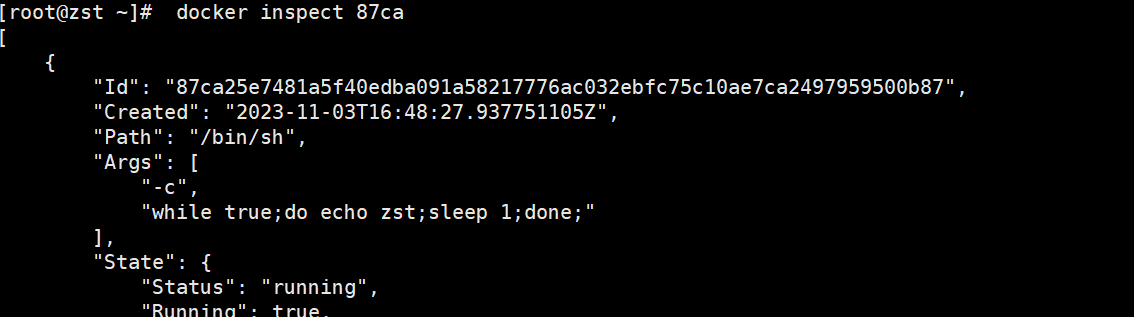 [root@zst ~]#  docker inspect 87ca
[
    {
        "Id": "87ca25e7481a5f40edba091a58217776ac032ebfc75c10ae7ca2497959500b87",
        "Created": "2023-11-03T16:48:27.937751105Z",
        "Path": "/bin/sh",
        "Args": [
            "-c",
            "while true;do echo zst;sleep 1;done;"
        ],
        "State": {
            "Status": "running",
            "Running": true,